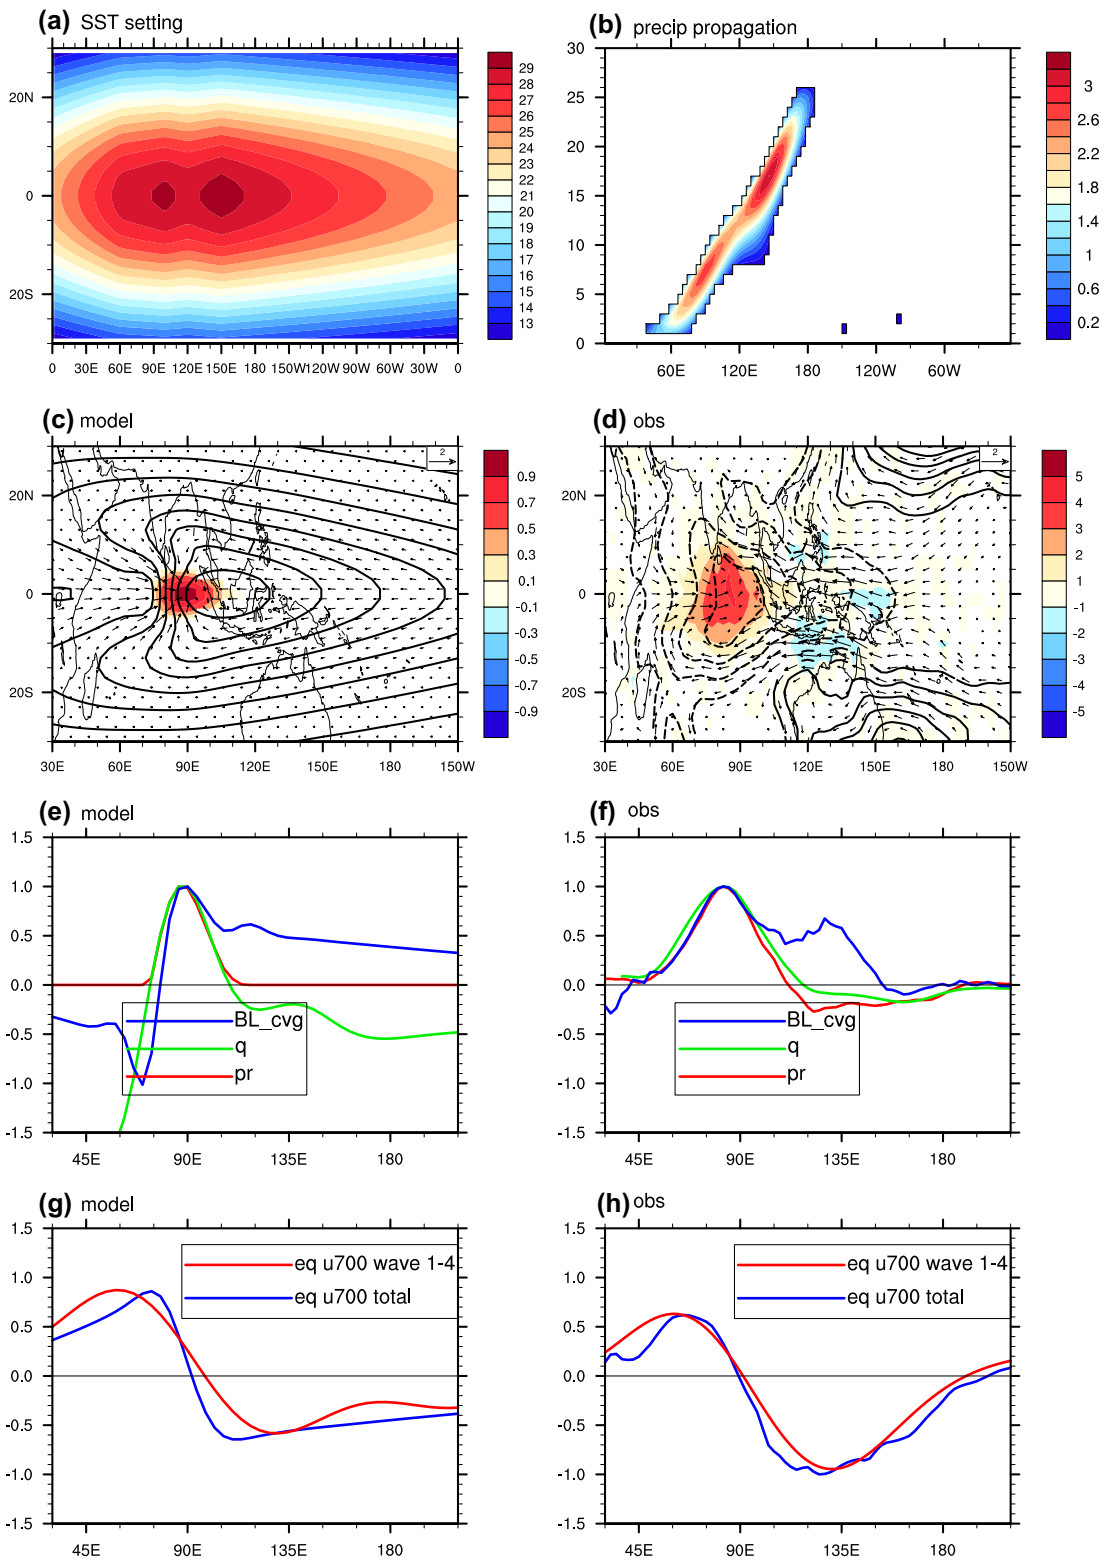 (a) SST setting
20N
0
20S
0 30E 60E 90E 120E 150E 180 150W 120W 90W 60W 30W 0
29
28
27
26
24
23
22
21
20
19
18
17
16
14
13
(b) precip propagation
30
25
20
15
10
5
0
60E 120E 180 120W 60W
3
2.6
2.2
1.8
1.4
1
0.6
0.2
(c) model
2
20N
0
20S
30E 60E 90E 120E 150E 180 150W
0.9
0.7
0.5
0.3
0.1
-0.1
-0.3
-0.5
-0.7
-0.9
(d) obs
2
20N
0
20S
30E 60E 90E 120E 150E 180 150W
5
4
3
2
1
-1
-2
-3
-4
-5
(e) model
1.5
1.0
0.5
0.0
-0.5
-1.0
-1.5
BL_cvg
q
pr
45E 90E 135E 180
(f) obs
1.5
1.0
0.5
0.0
-0.5
-1.0
-1.5
BL_cvg
q
pr
45E 90E 135E 180
(g) model
1.5
1.0
0.5
0.0
-0.5
-1.0
-1.5
eq u700 wave 1-4
eq u700 total
45E 90E 135E 180
(h) obs
1.5
1.0
0.5
0.0
-0.5
-1.0
-1.5
eq u700 wave 1-4
eq u700 total
45E 90E 135E 180